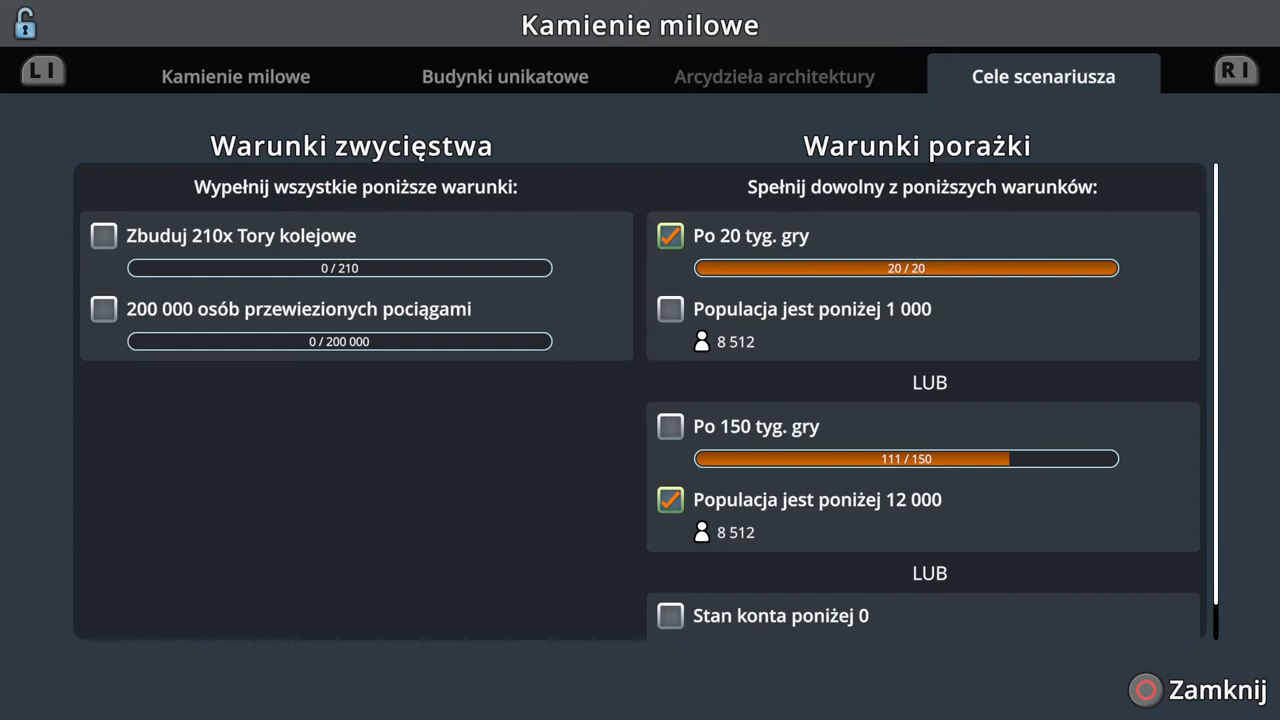 Kamienie milowe
L1
Kamienie milowe
Budynki unikatowe
Arcydzieła architektury
Cele scenariusza
R1
Warunki zwycięstwa
Wypełnij wszystkie poniższe warunki:
Zbuduj 210x Tory kolejowe
0 / 210
200 000 osób przewiezionych pociągami
0 / 200 000
Warunki porażki
Spełnij dowolny z poniższych warunków:
Po 20 tyg. gry
20 / 20
Populacja jest poniżej 1 000
8 512
LUB
Po 150 tyg. gry
111 / 150
Populacja jest poniżej 12 000
8 512
LUB
Stan konta poniżej 0
Zamknij